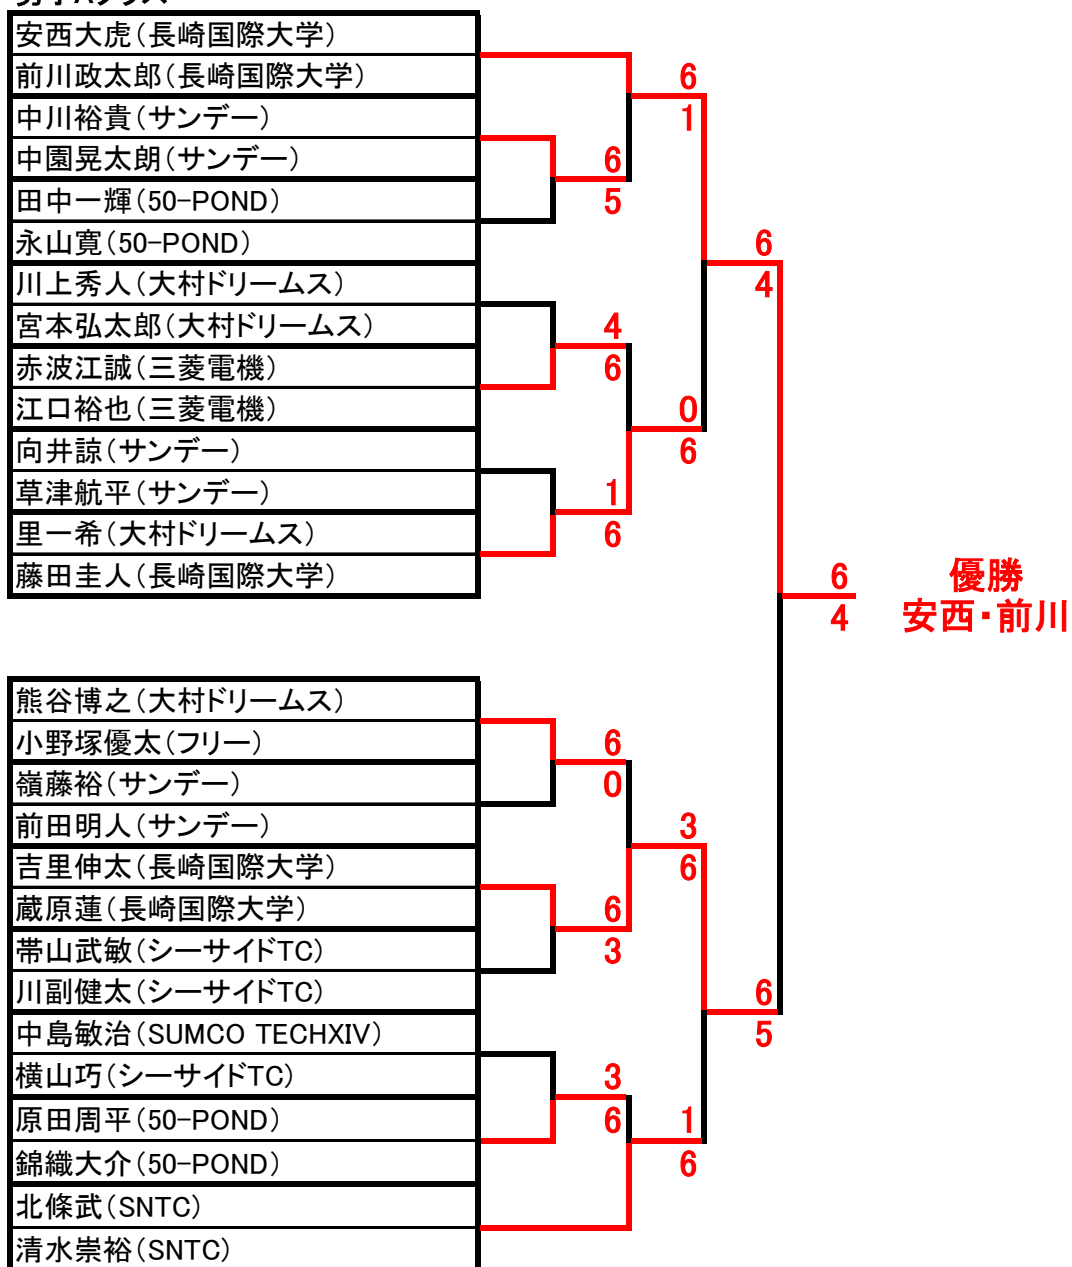 男子Aクラス
安西大虎(長崎国際大学)
前川政太郎(長崎国際大学)
中川裕貴(サンデー)
中園晃太朗(サンデー)
田中一輝(50-POND)
永山寛(50-POND)
川上秀人(大村ドリームス)
宮本弘太郎(大村ドリームス)
赤波江誠(三菱電機)
江口裕也(三菱電機)
向井諒(サンデー)
草津航平(サンデー)
里一希(大村ドリームス)
藤田圭人(長崎国際大学)
6
5
4
6
1
6
6
1
0
6
6
4
熊谷博之(大村ドリームス)
小野塚優太(フリー)
嶺藤裕(サンデー)
前田明人(サンデー)
吉里伸太(長崎国際大学)
蔵原蓮(長崎国際大学)
帯山武敏(シーサイドTC)
川副健太(シーサイドTC)
中島敏治(SUMCO TECHXIV)
横山巧(シーサイドTC)
原田周平(50-POND)
錦織大介(50-POND)
北條武(SNTC)
清水崇裕(SNTC)
6
0
6
3
3
6
3
6
1
6
6
5
6
4
優勝
安西・前川